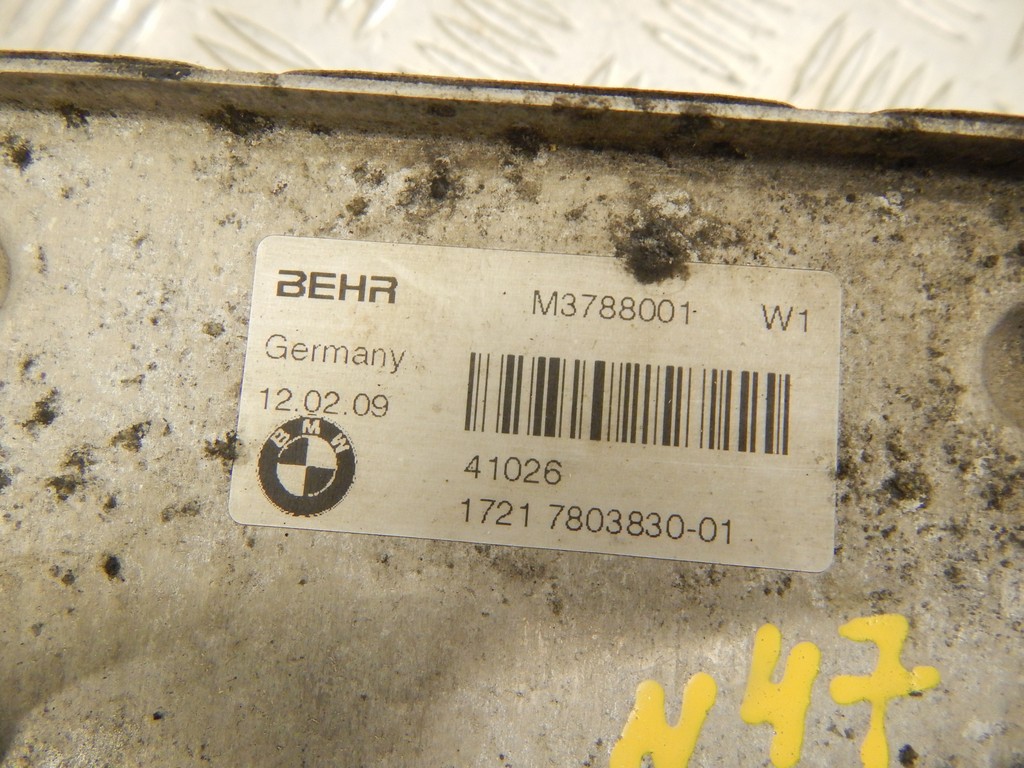 BEHR M3788001 W1
Germany
12.02.09
BMW
41026
1721 7803830-01
N47